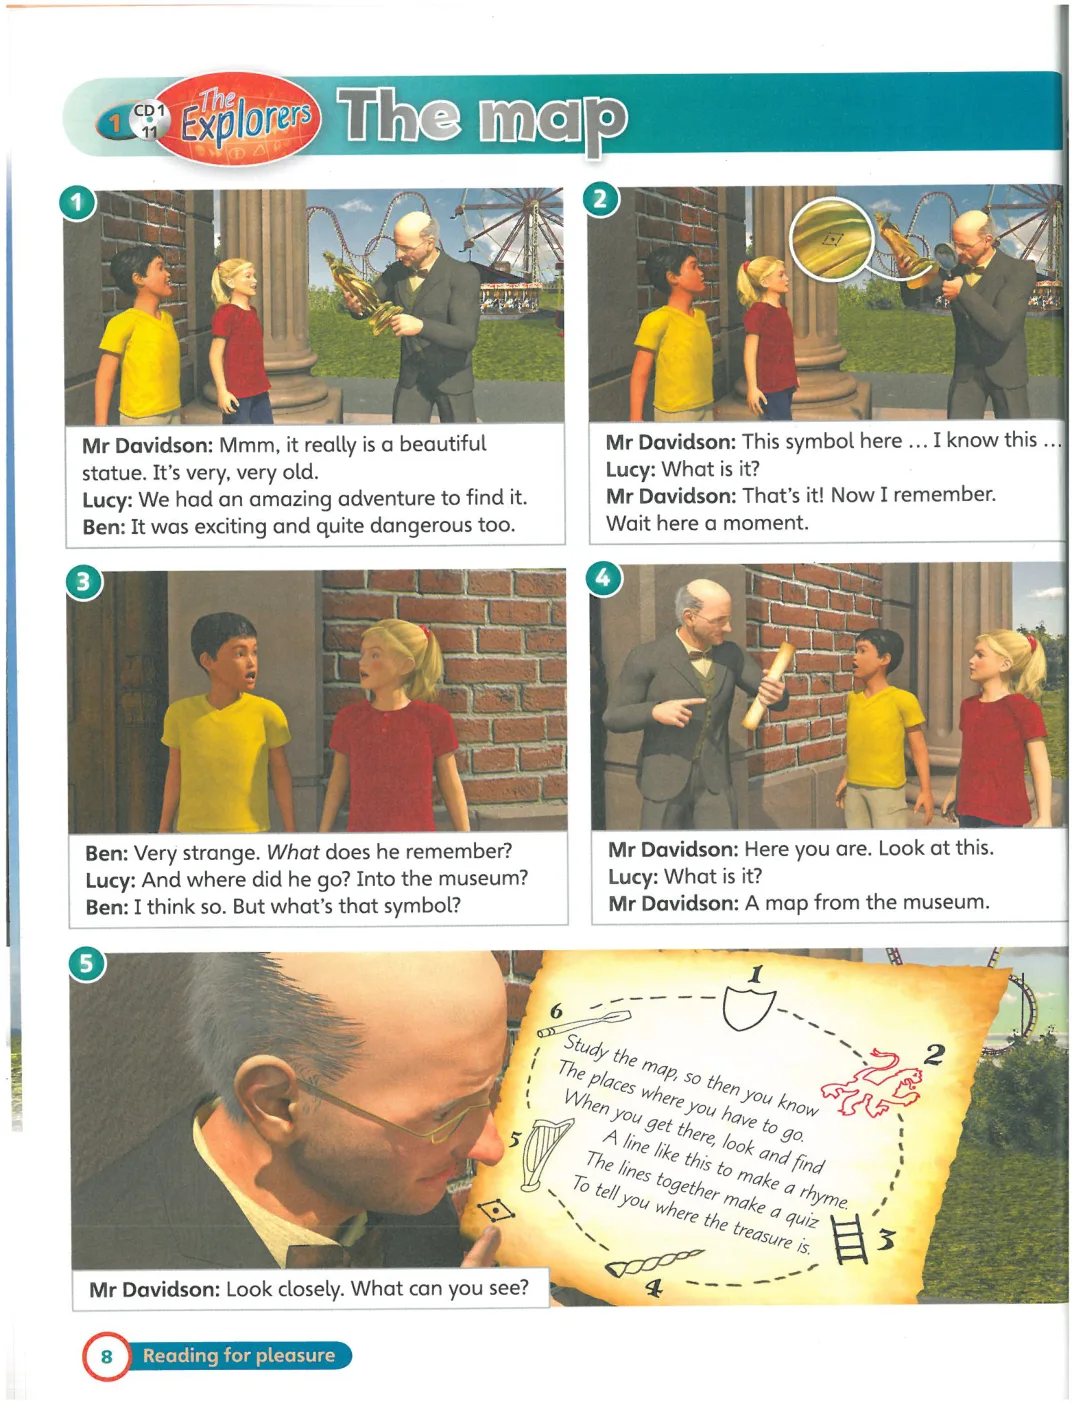 1
CD1
11
The
Explorers
The map
1
Mr Davidson: Mmm, it really is a beautiful
statue. It's very, very old.
Lucy: We had an amazing adventure to find it.
Ben: It was exciting and quite dangerous too.
2
Mr Davidson: This symbol here ... I know this ...
Lucy: What is it?
Mr Davidson: That's it! Now I remember.
Wait here a moment.
3
Ben: Very strange. What does he remember?
Lucy: And where did he go? Into the museum?
Ben: I think so. But what's that symbol?
4
Mr Davidson: Here you are. Look at this.
Lucy: What is it?
Mr Davidson: A map from the museum.
5
1
2
3
4
5
6
Study the map, so then you know
The places where you have to go.
When you get there, look and find
A line like this to make a rhyme.
The lines together make a quiz
To tell you where the treasure is.
Mr Davidson: Look closely. What can you see?
8
Reading for pleasure